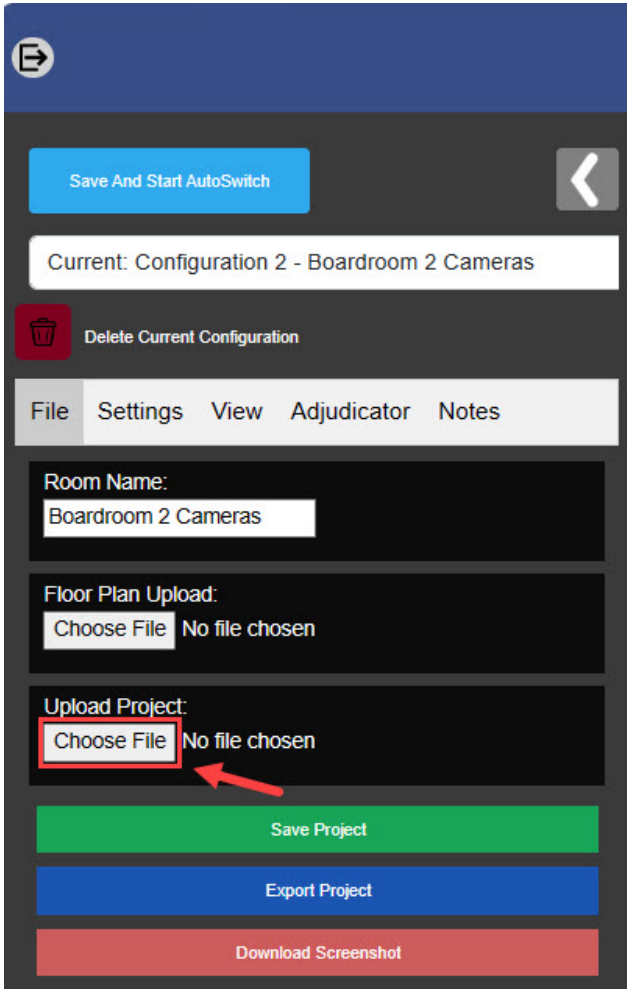 Save And Start AutoSwitch
Current: Configuration 2 - Boardroom 2 Cameras
Delete Current Configuration
File Settings View Adjudicator Notes
Room Name:
Boardroom 2 Cameras
Floor Plan Upload:
Choose File No file chosen
Upload Project:
Choose File No file chosen
Save Project
Export Project
Download Screenshot